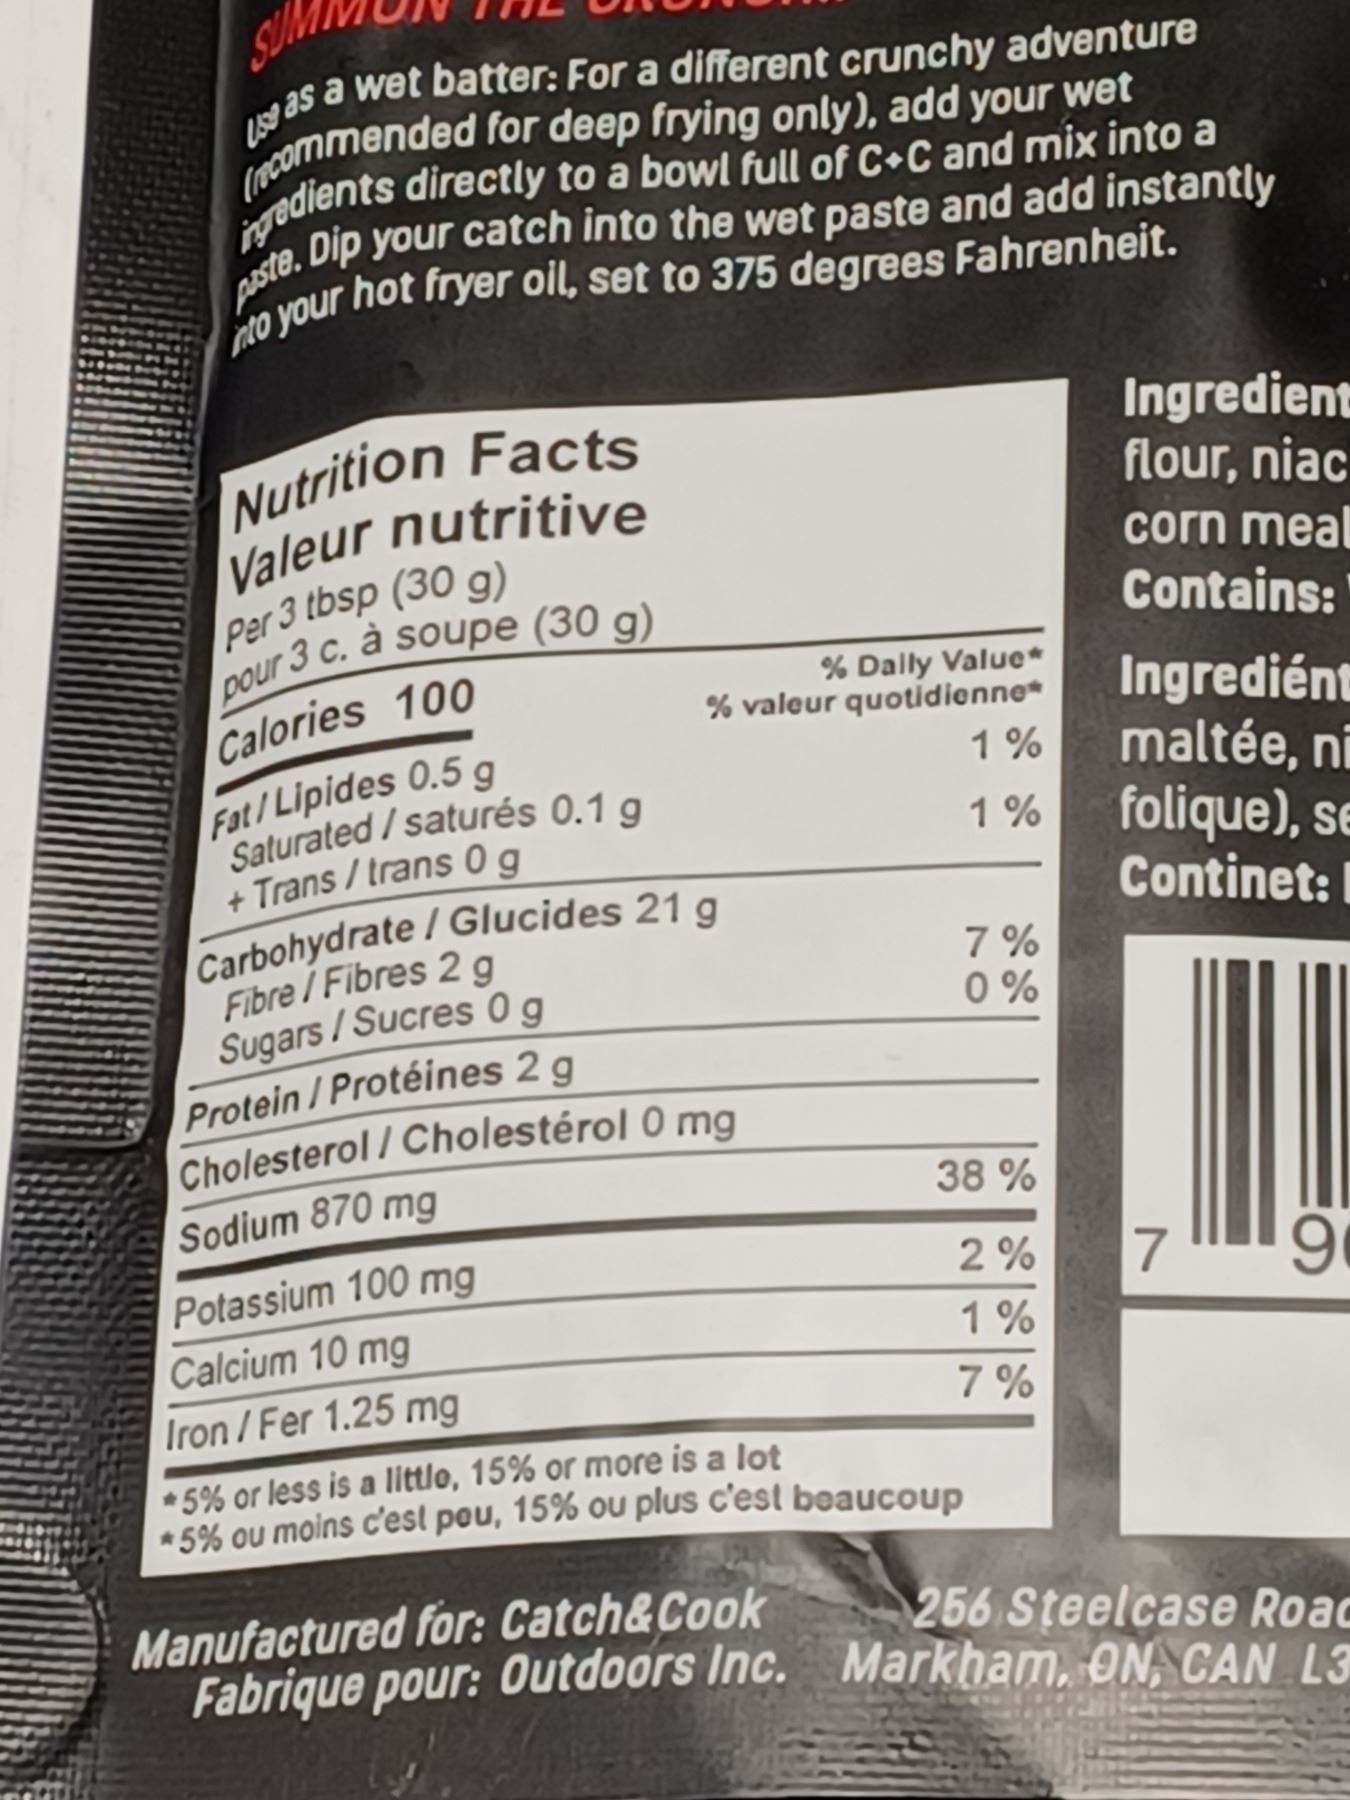 SUMMON THE
Use as a wet batter: For a different crunchy adventure
(recommended for deep frying only), add your wet
ingredients directly to a bowl full of C+C and mix into a
paste. Dip your catch into the wet paste and add instantly
into your hot fryer oil, set to 375 degrees Fahrenheit.
Nutrition Facts
Valeur nutritive
Per 3 tbsp (30 g)
pour 3 c. à soupe (30 g)
Calories 100
% Daily Value*
% valeur quotidienne*
Fat / Lipides 0.5 g 1 %
Saturated / saturés 0.1 g 1 %
+ Trans / trans 0 g
Carbohydrate / Glucides 21 g
Fibre / Fibres 2 g 7 %
Sugars / Sucres 0 g 0 %
Protein / Protéines 2 g
Cholesterol / Cholestérol 0 mg
Sodium 870 mg 38 %
Potassium 100 mg 2 %
Calcium 10 mg 1 %
Iron / Fer 1.25 mg 7 %
*5% or less is a little, 15% or more is a lot
*5% ou moins c'est peu, 15% ou plus c'est beaucoup
Ingredient
flour, niac
corn meal
Contains:
Ingrediént
maltée, ni
folique), se
Continet:
7 9
Manufactured for: Catch&Cook
Fabrique pour: Outdoors Inc.
256 Steelcase Road
Markham, ON, CAN L3